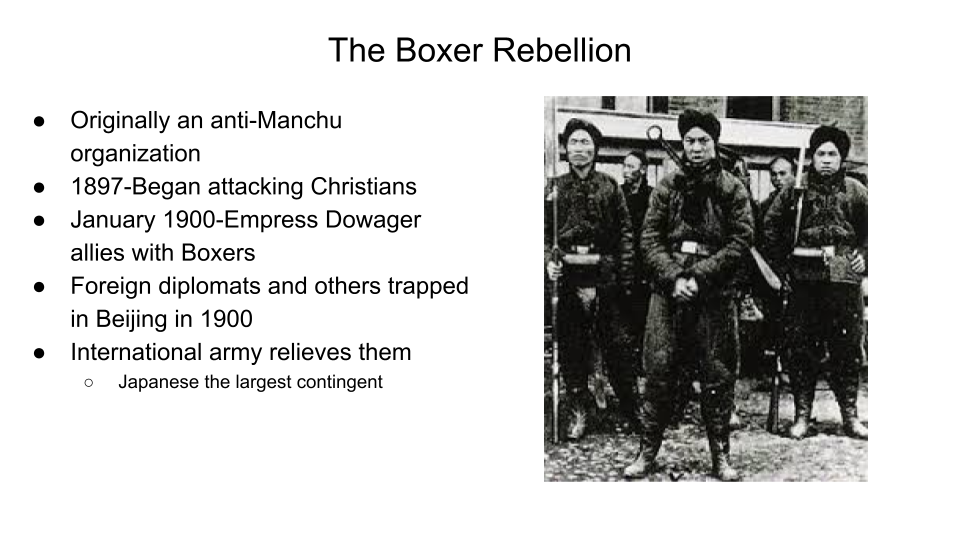 The Boxer Rebellion
● Originally an anti-Manchu
organization
● 1897-Began attacking Christians
● January 1900-Empress Dowager
allies with Boxers
● Foreign diplomats and others trapped
in Beijing in 1900
● International army relieves them
○ Japanese the largest contingent